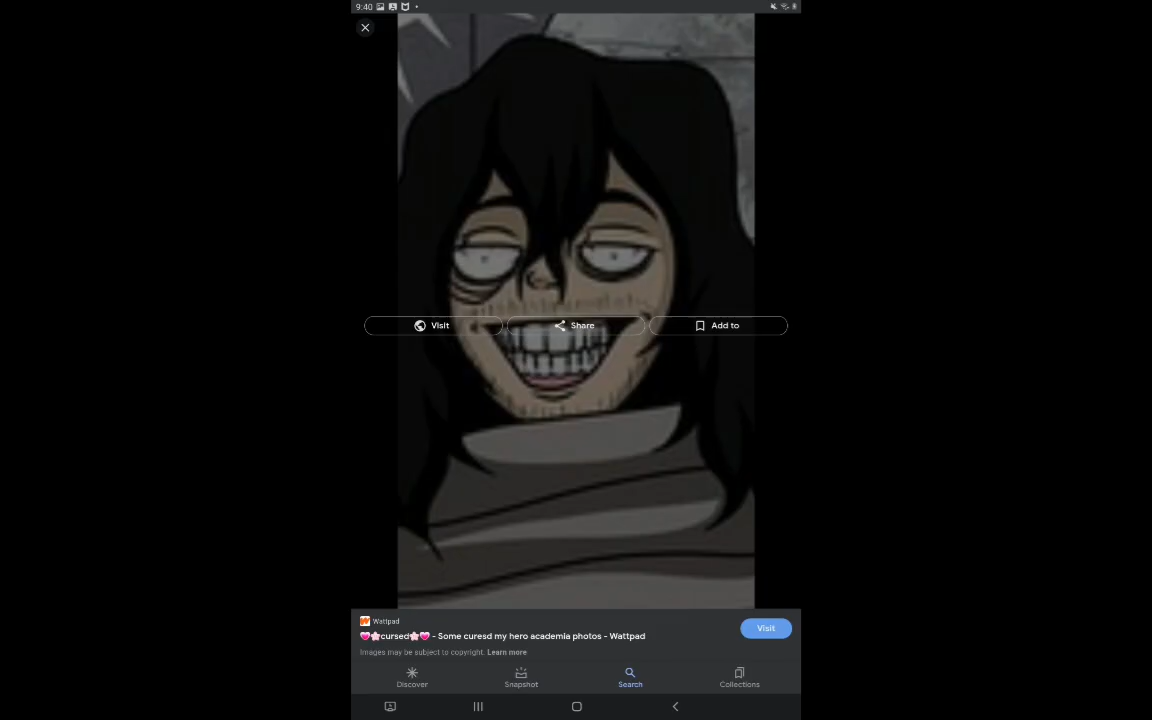 9:40
Visit
Share
Add to
Wattpad
💗🌸cursed🌸💗 - Some curesd my hero academia photos - Wattpad
Visit
Images may be subject to copyright. Learn more
Discover
Snapshot
Search
Collections